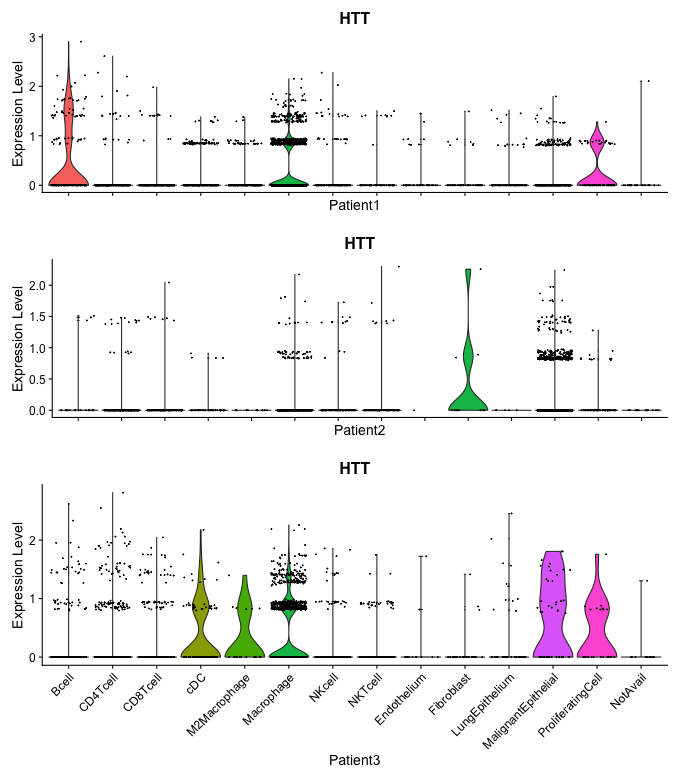 HTT
Expression Level
3
2
1
0
Patient1
HTT
Expression Level
2.0
1.5
1.0
0.5
0.0
Patient2
HTT
Expression Level
2
1
0
Bcell
CD4Tcell
CD8Tcell
cDC
M2Macrophage
Macrophage
NKcell
NKTcell
Endothelium
Fibroblast
LungEpithelium
MalignantEpithelial
ProliferatingCell
NotAvail
Patient3